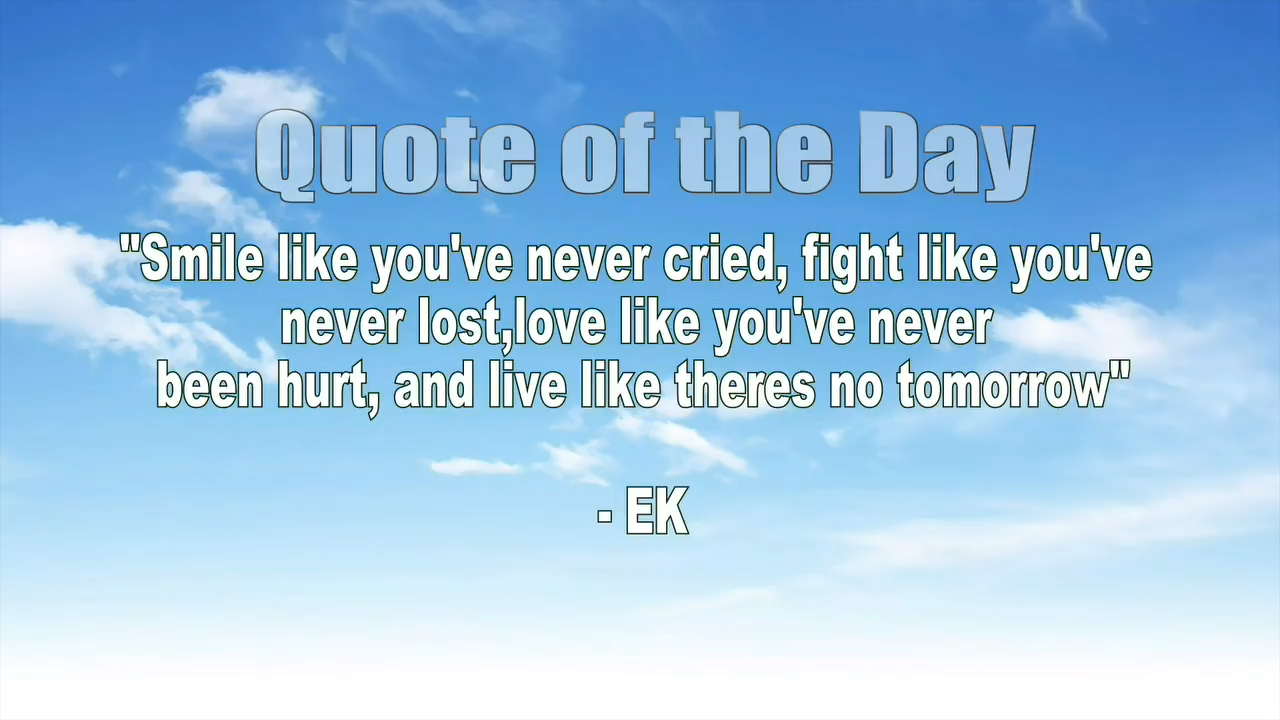 Quote of the Day
"Smile like you've never cried, fight like you've
never lost,love like you've never
been hurt, and live like theres no tomorrow"
- EK